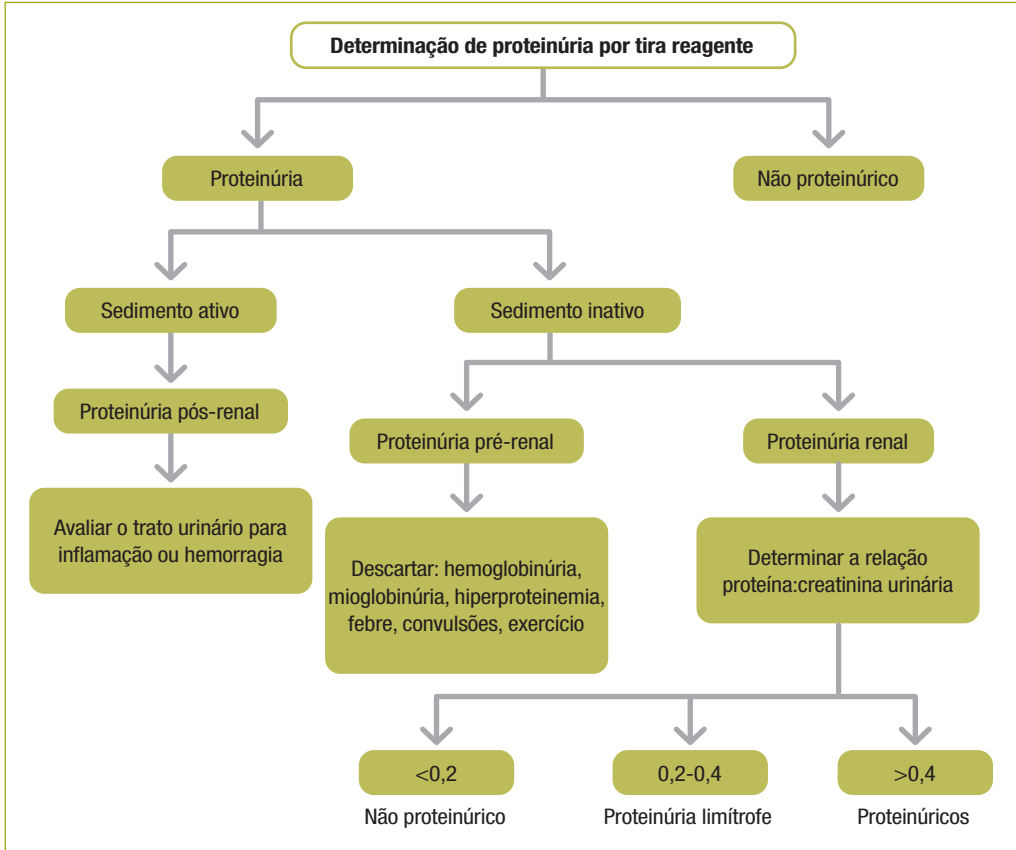 Determinação de proteinúria por tira reagente
Proteinúria
Não proteinúrico
Sedimento ativo
Sedimento inativo
Proteinúria pós-renal
Proteinúria pré-renal
Proteinúria renal
Avaliar o trato urinário para
inflamação ou hemorragia
Descartar: hemoglobinúria,
mioglobinúria, hiperproteinemia,
febre, convulsões, exercício
Determinar a relação
proteína:creatinina urinária
<0,2
0,2-0,4
>0,4
Não proteinúrico
Proteinúria limítrofe
Proteinúricos